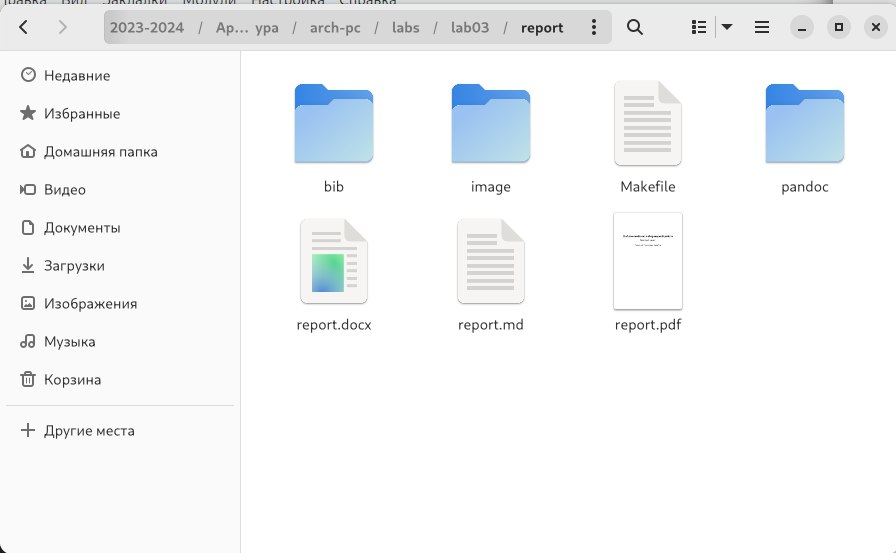 2023-2024 / Ар… ура / arch-pc / labs / lab03 / report
Недавние
Избранные
Домашняя папка
Видео
Документы
Загрузки
Изображения
Музыка
Корзина
Другие места
bib
image
Makefile
pandoc
report.docx
report.md
report.pdf